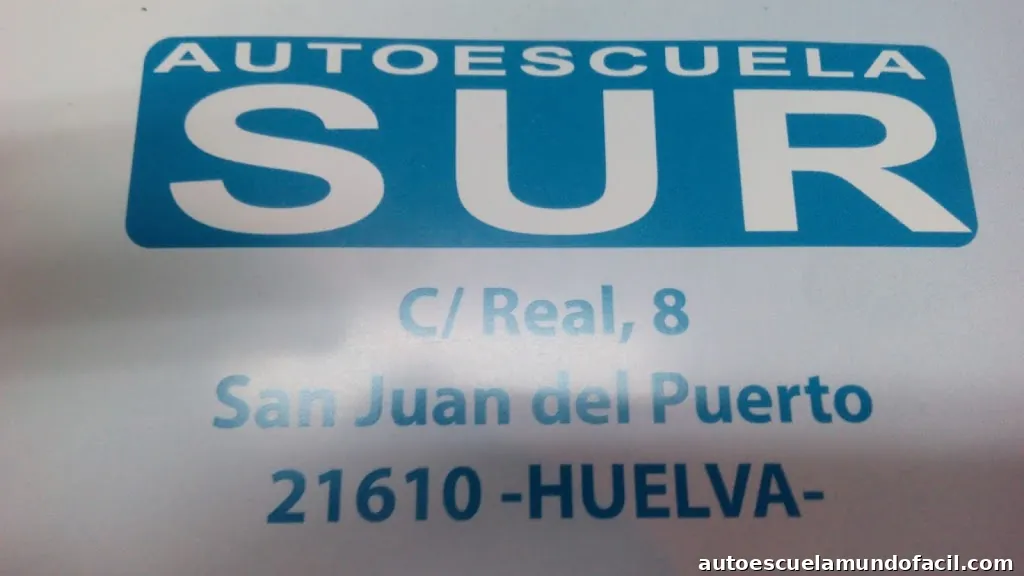 AUTOESCUELA
SUR
C/ Real, 8
San Juan del Puerto
21610 -HUELVA-
autoescuelamundofacil.com